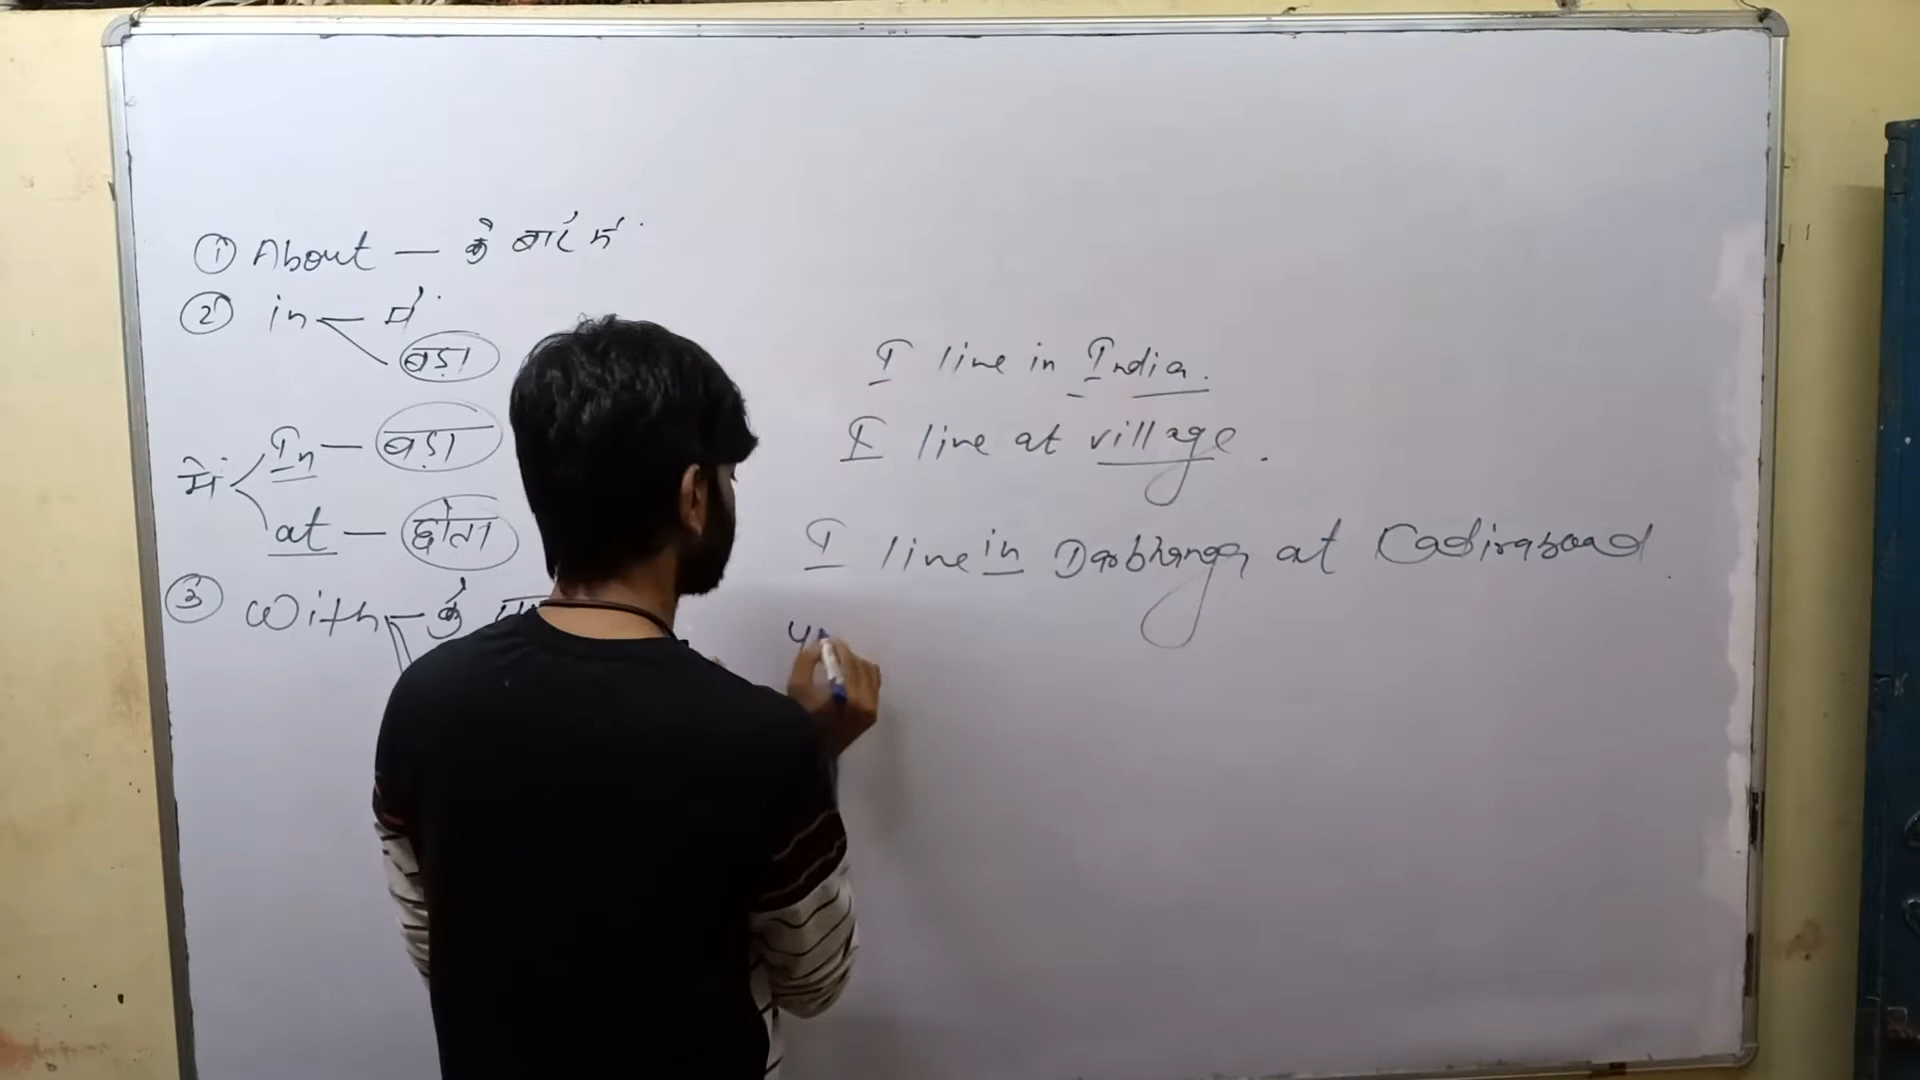 ① About — के बारे में
② in — में
बड़ा
में
In — बड़ा
at — छोटा
③ With — के
I live in India.
I live at village.
I live in Darbhanga at Cadirabaad.